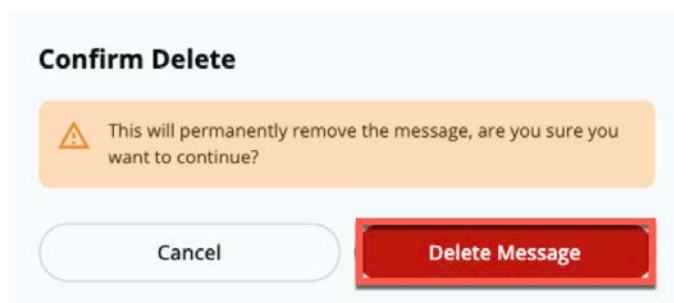 Confirm Delete
This will permanently remove the message, are you sure you
want to continue?
Cancel
Delete Message